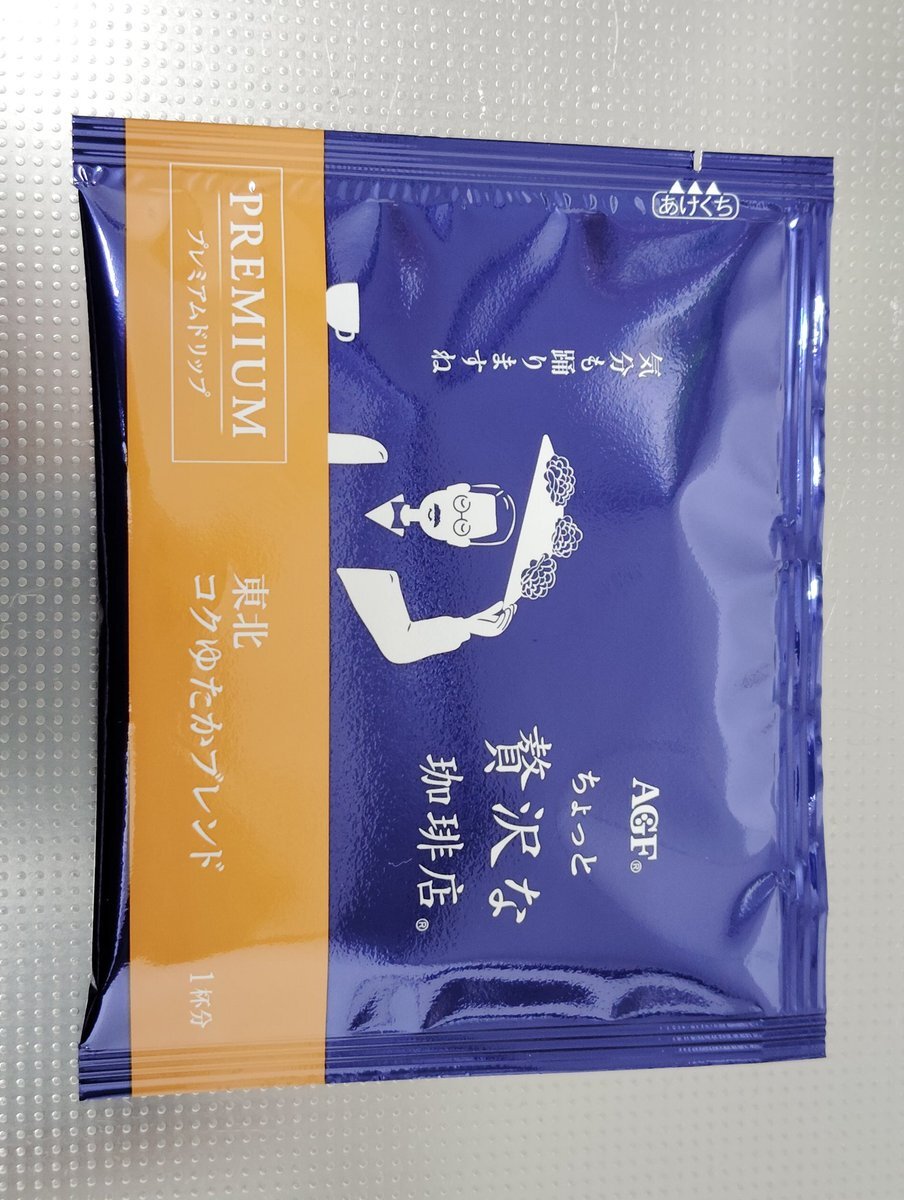 あけくち
気分も踊りますね
AGF®
ちょっと
贅沢な
珈琲店®
PREMIUM
プレミアムドリップ
東北
コクゆたかブレンド
1杯分